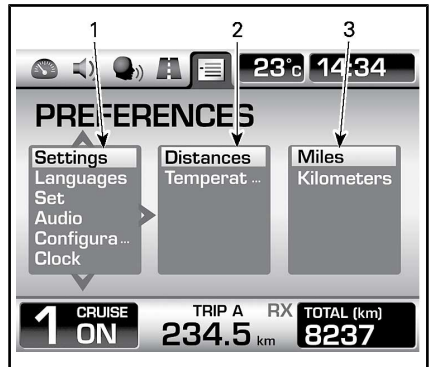 1 2 3
23°c 14:34
PREFERENCES
Settings
Languages
Set
Audio
Configura...
Clock
Distances
Temperat ...
Miles
Kilometers
1 CRUISE ON
TRIP A RX
234.5 km
TOTAL (km)
8237